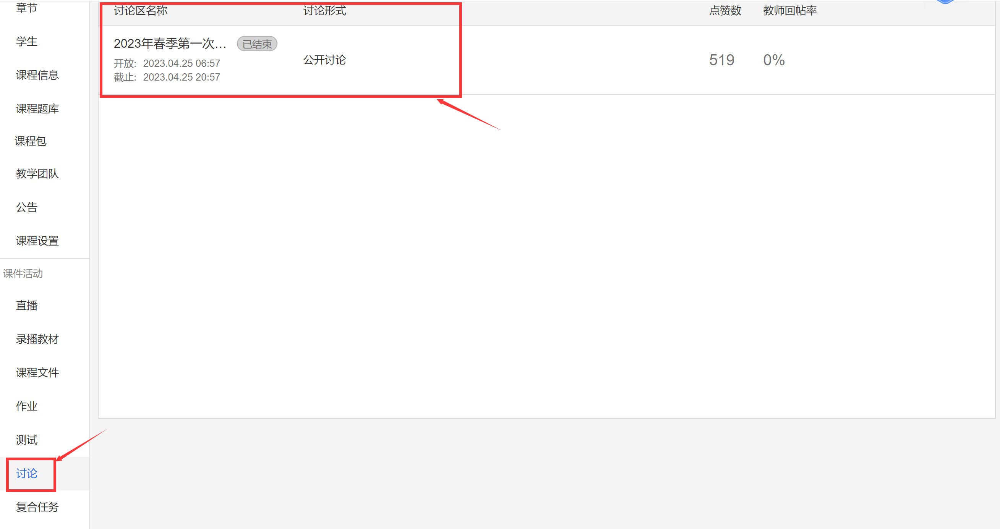 章节
学生
课程信息
课程题库
课程包
教学团队
公告
课程设置
课件活动
直播
录播教材
课程文件
作业
测试
讨论
复合任务
讨论区名称 讨论形式 点赞数 教师回帖率
2023年春季第一次... 已结束
开放: 2023.04.25 06:57
截止: 2023.04.25 20:57
公开讨论
519 0%